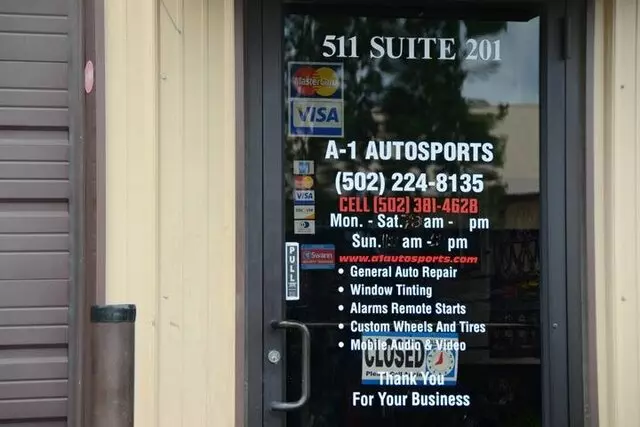 511 SUITE 201
MasterCard
VISA
A-1 AUTOSPORTS
(502) 224-8135
CELL (502) 381-4628
VISA
Mon. - Sat. am - pm
Sun. am - pm
Swann
www.a1autosports.com
PULL
• General Auto Repair
• Window Tinting
• Alarms Remote Starts
• Custom Wheels And Tires
• Mobile Audio & Video
CLOSED
Thank You
For Your Business